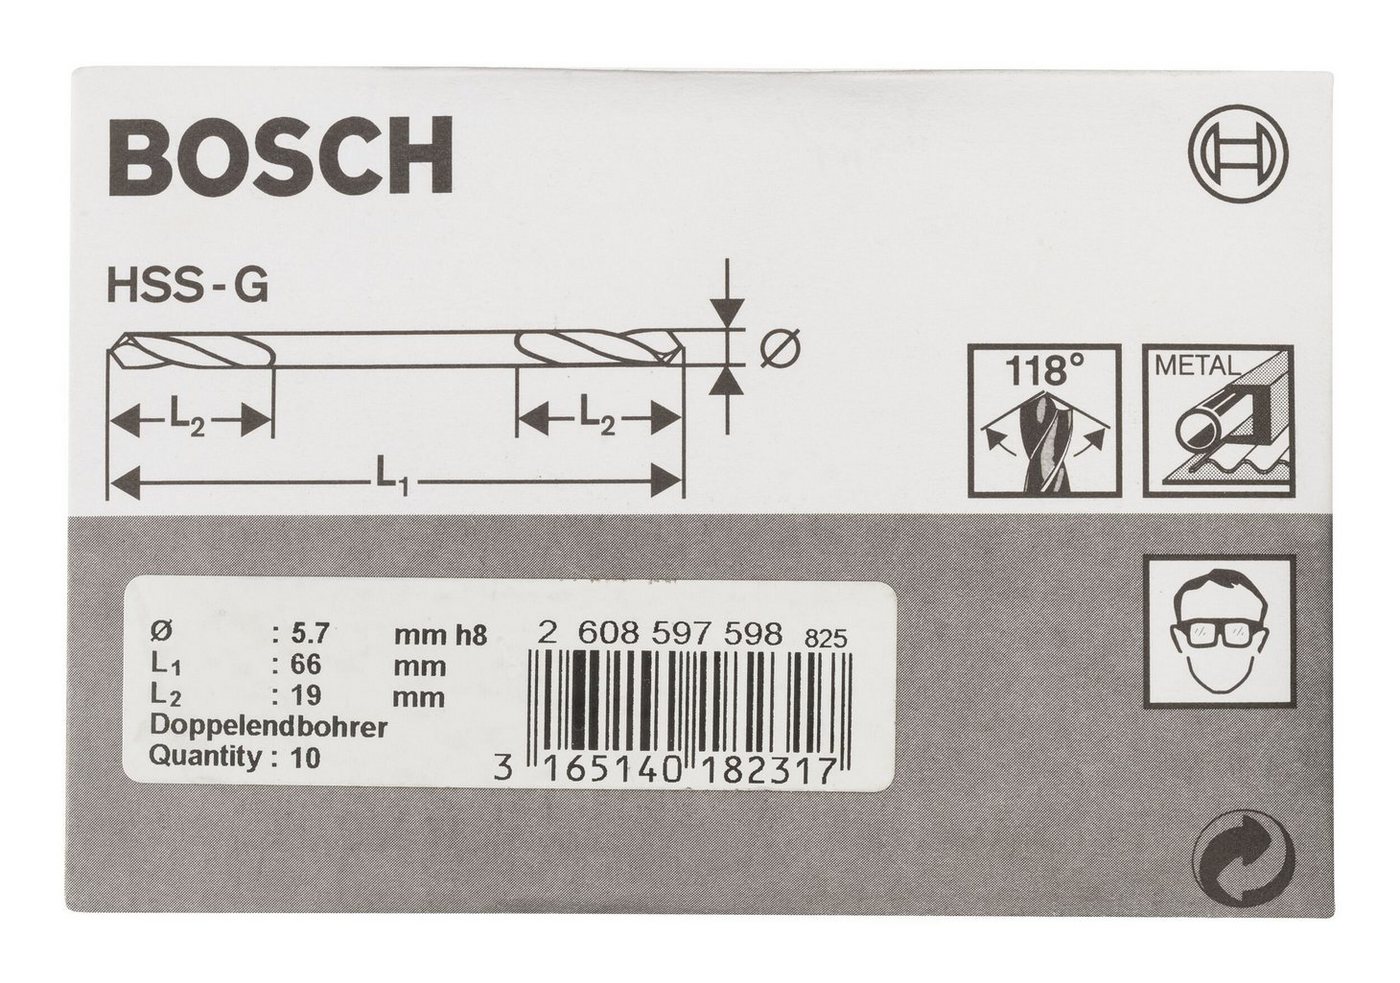 BOSCH
HSS-G
Ø
L2
L2
L1
118°
METAL
Ø : 5.7 mm h8
L1 : 66 mm
L2 : 19 mm
Doppelendbohrer
Quantity : 10
2 608 597 598 825
3 165140 182317